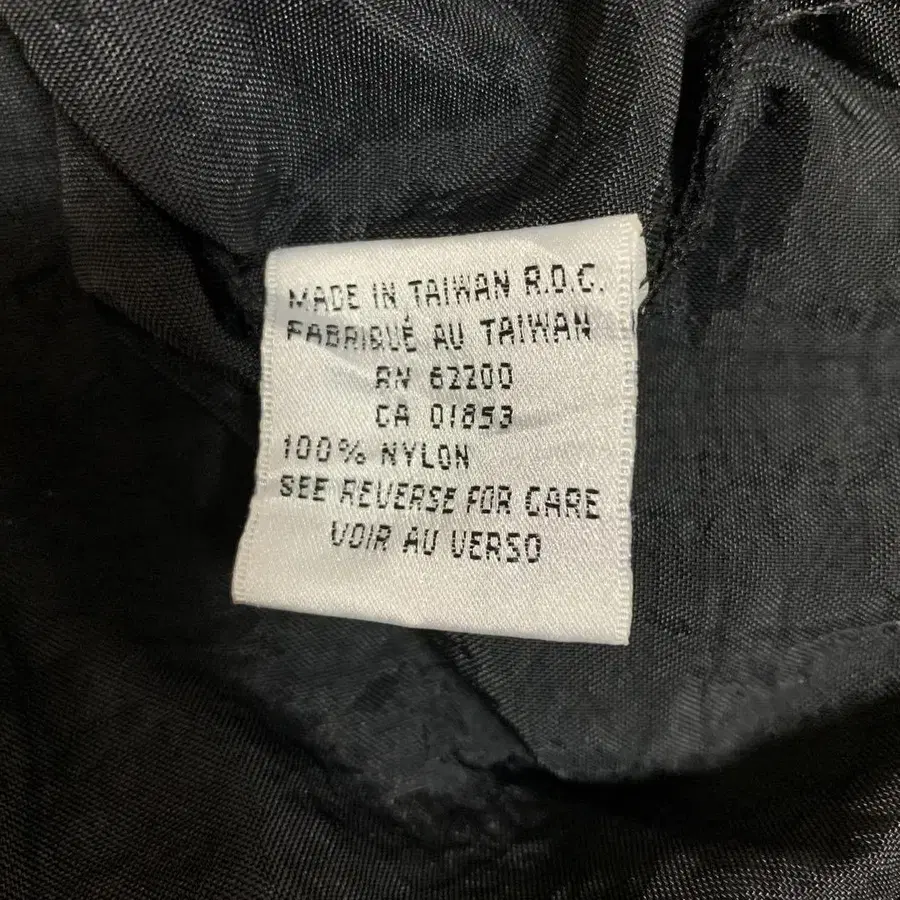 MADE IN TAIWAN R.O.C.
FABRIQUÉ AU TAIWAN
RN 62200
CA 01853
100% NYLON
SEE REVERSE FOR CARE
VOIR AU VERSO